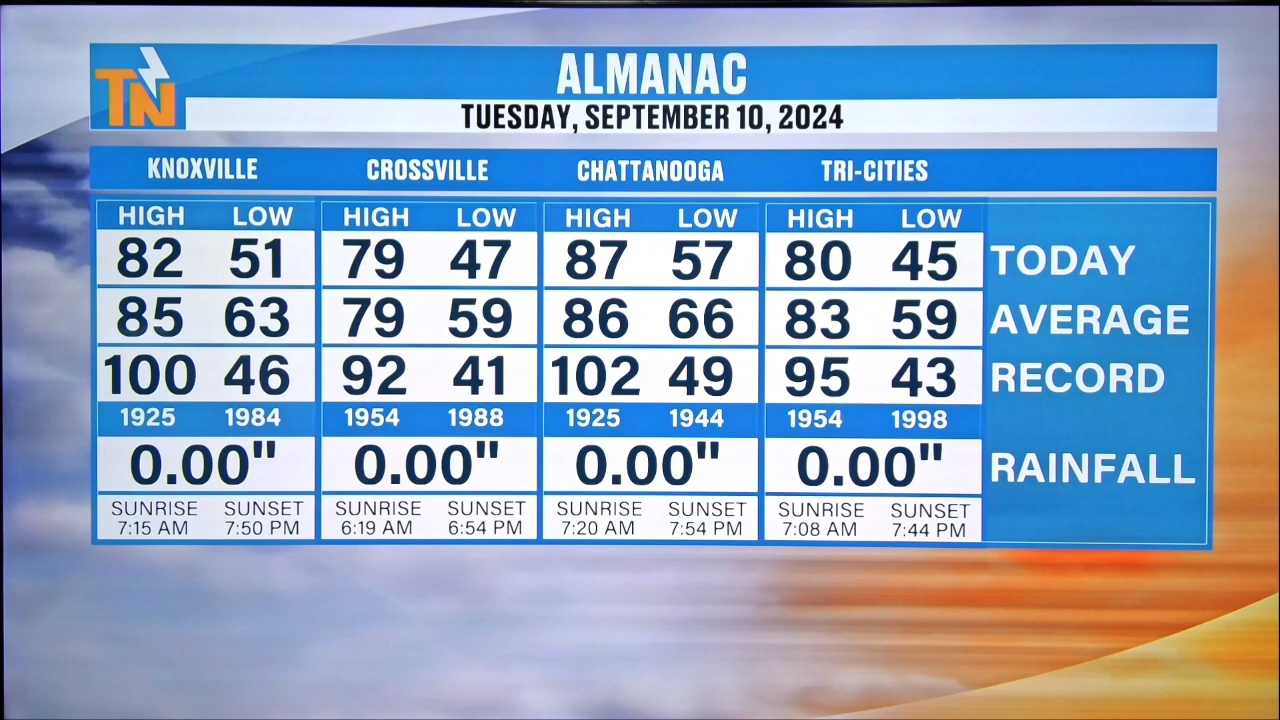 TN
ALMANAC
TUESDAY, SEPTEMBER 10, 2024
KNOXVILLE CROSSVILLE CHATTANOOGA TRI-CITIES
HIGH LOW HIGH LOW HIGH LOW HIGH LOW
82 51 79 47 87 57 80 45 TODAY
85 63 79 59 86 66 83 59 AVERAGE
100 46 92 41 102 49 95 43 RECORD
1925 1984 1954 1988 1925 1944 1954 1998
0.00" 0.00" 0.00" 0.00" RAINFALL
SUNRISE SUNSET SUNRISE SUNSET SUNRISE SUNSET SUNRISE SUNSET
7:15 AM 7:50 PM 6:19 AM 6:54 PM 7:20 AM 7:54 PM 7:08 AM 7:44 PM